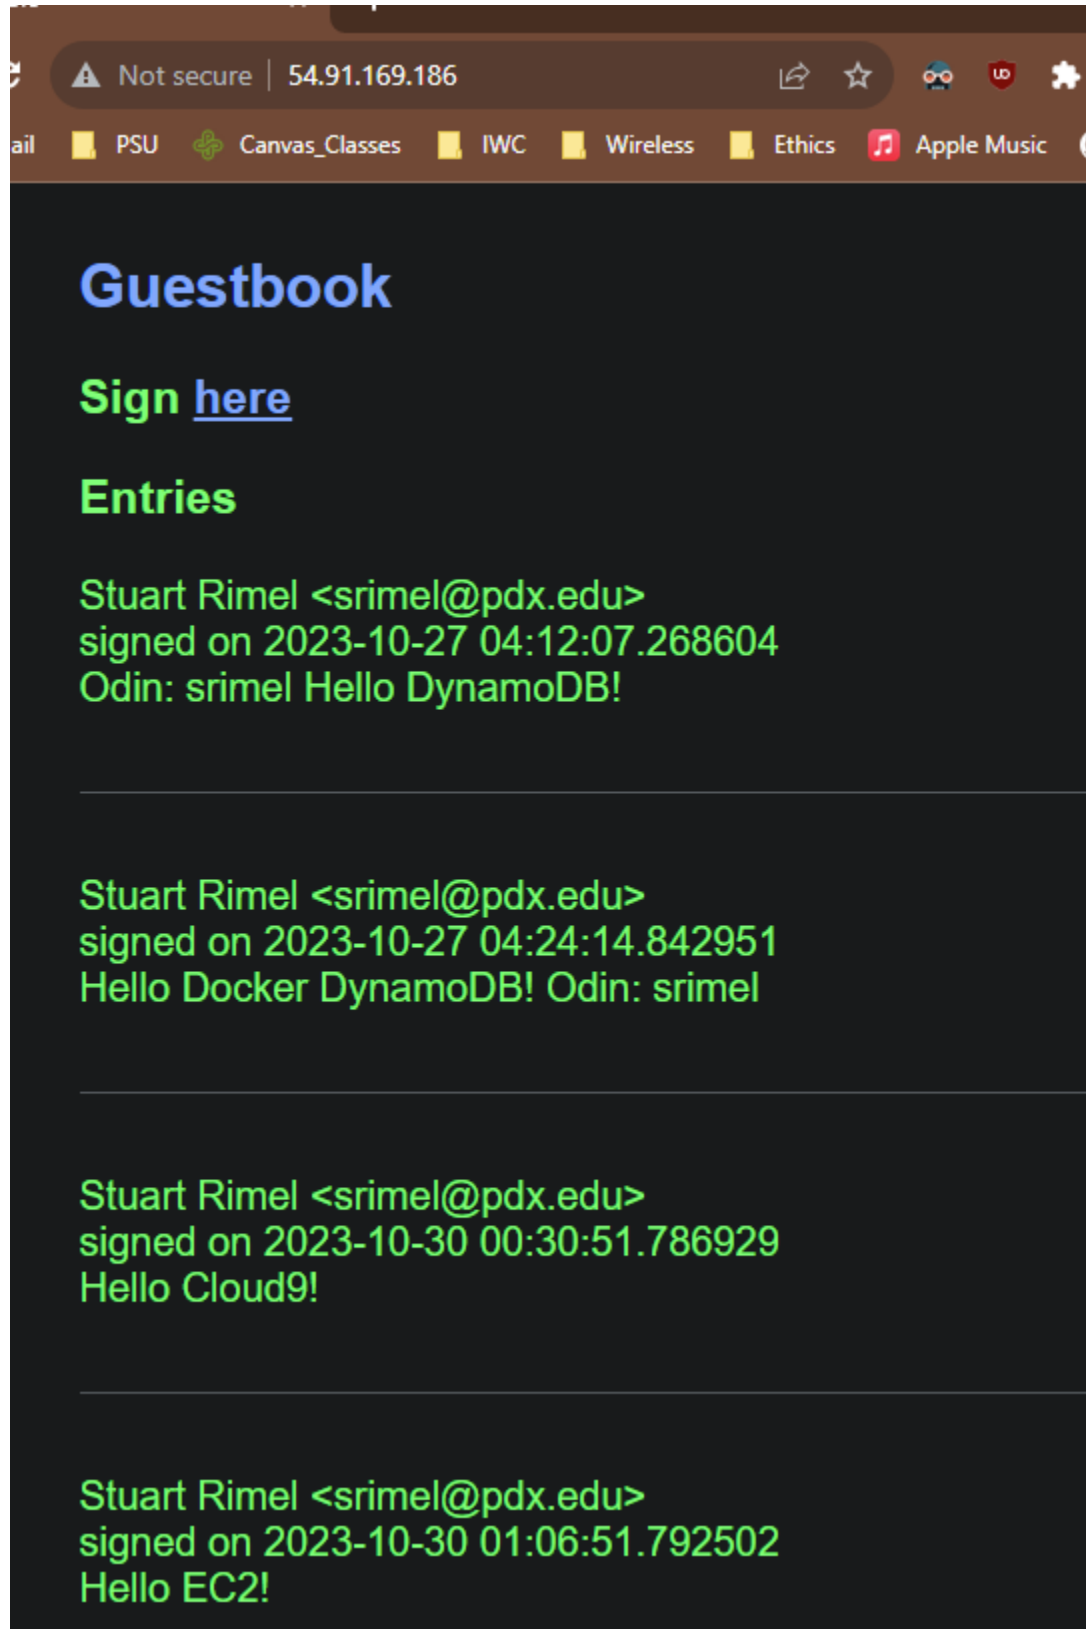 Not secure 54.91.169.186
ail PSU Canvas_Classes IWC Wireless Ethics Apple Music
Guestbook
Sign here
Entries
Stuart Rimel <srimel@pdx.edu>
signed on 2023-10-27 04:12:07.268604
Odin: srimel Hello DynamoDB!
Stuart Rimel <srimel@pdx.edu>
signed on 2023-10-27 04:24:14.842951
Hello Docker DynamoDB! Odin: srimel
Stuart Rimel <srimel@pdx.edu>
signed on 2023-10-30 00:30:51.786929
Hello Cloud9!
Stuart Rimel <srimel@pdx.edu>
signed on 2023-10-30 01:06:51.792502
Hello EC2!